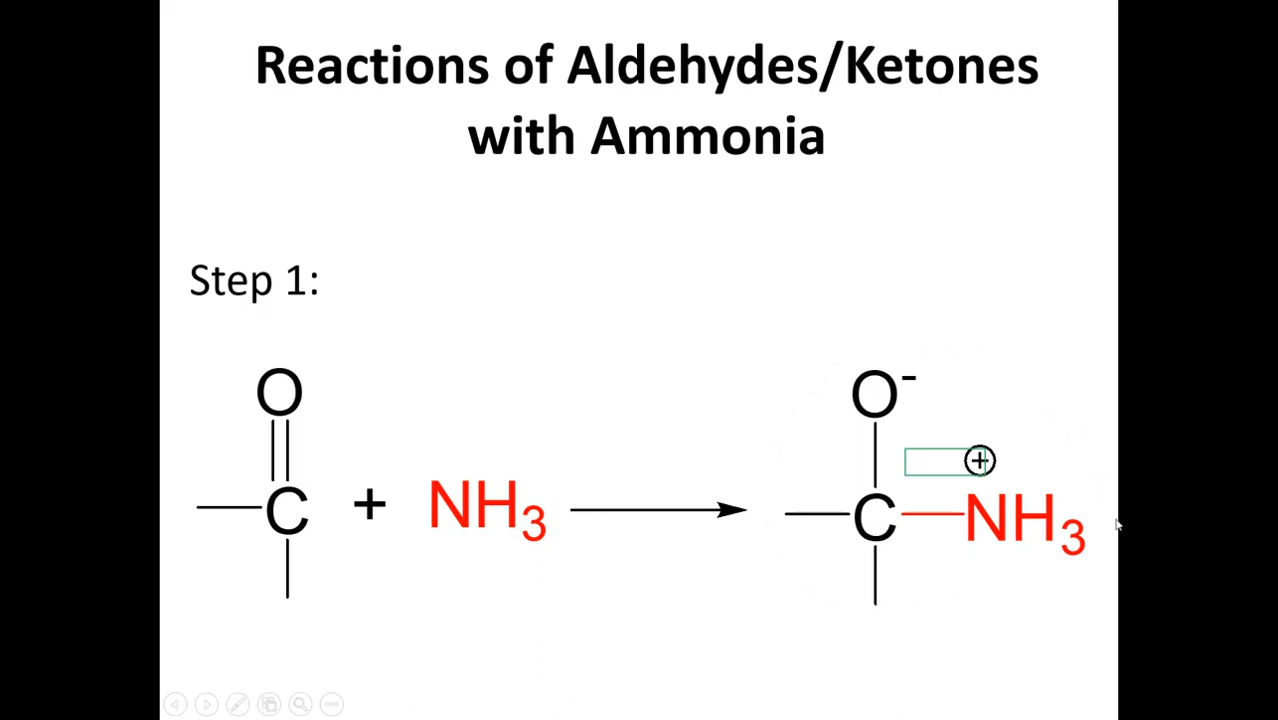 Reactions of Aldehydes/Ketones
with Ammonia
Step 1:
O O-
C + NH3 C NH3 +